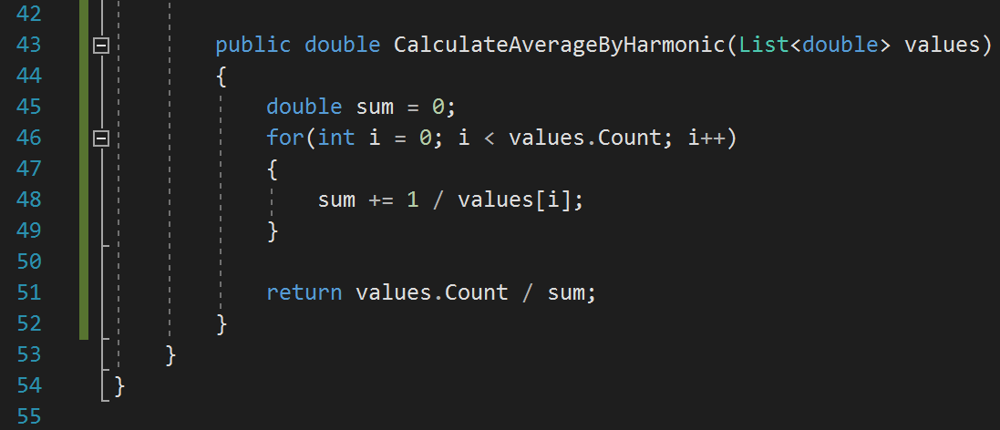 42
43 public double CalculateAverageByHarmonic(List<double> values)
44 {
45 double sum = 0;
46 for(int i = 0; i < values.Count; i++)
47 {
48 sum += 1 / values[i];
49 }
50
51 return values.Count / sum;
52 }
53 }
54 }
55